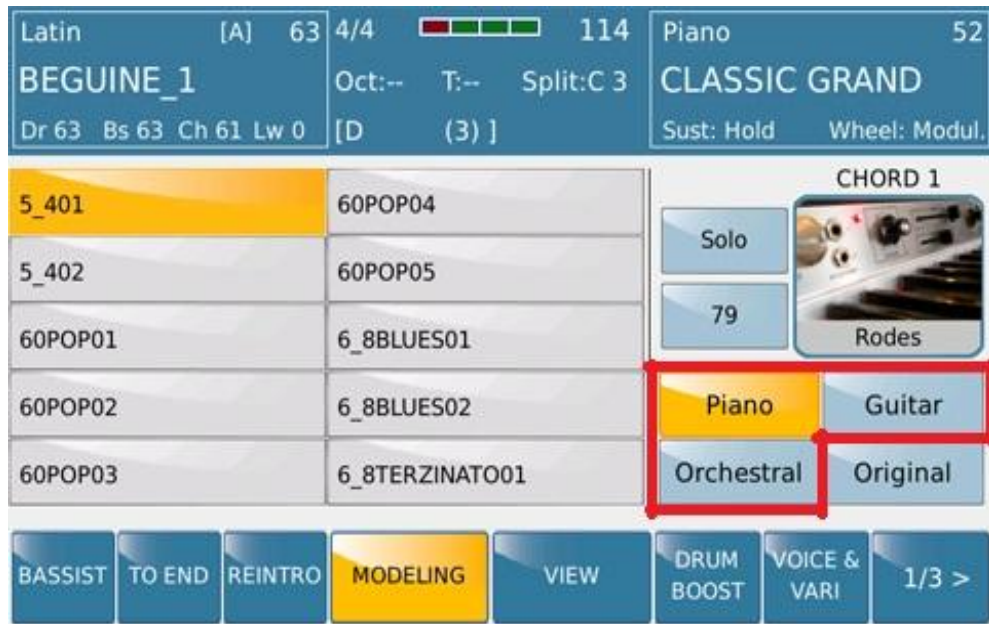 Latin [A] 63
BEGUINE_1
Dr 63 Bs 63 Ch 61 Lw 0
4/4 114
Oct:-- T:-- Split:C 3
[D (3) ]
Piano 52
CLASSIC GRAND
Sust: Hold Wheel: Modul.
5_401
5_402
60POP01
60POP02
60POP03
60POP04
60POP05
6_8BLUES01
6_8BLUES02
6_8TERZINATO01
CHORD 1
Solo
79
Rodes
Piano Guitar
Orchestral Original
BASSIST TO END REINTRO MODELING VIEW DRUM BOOST VOICE & VARI 1/3 >